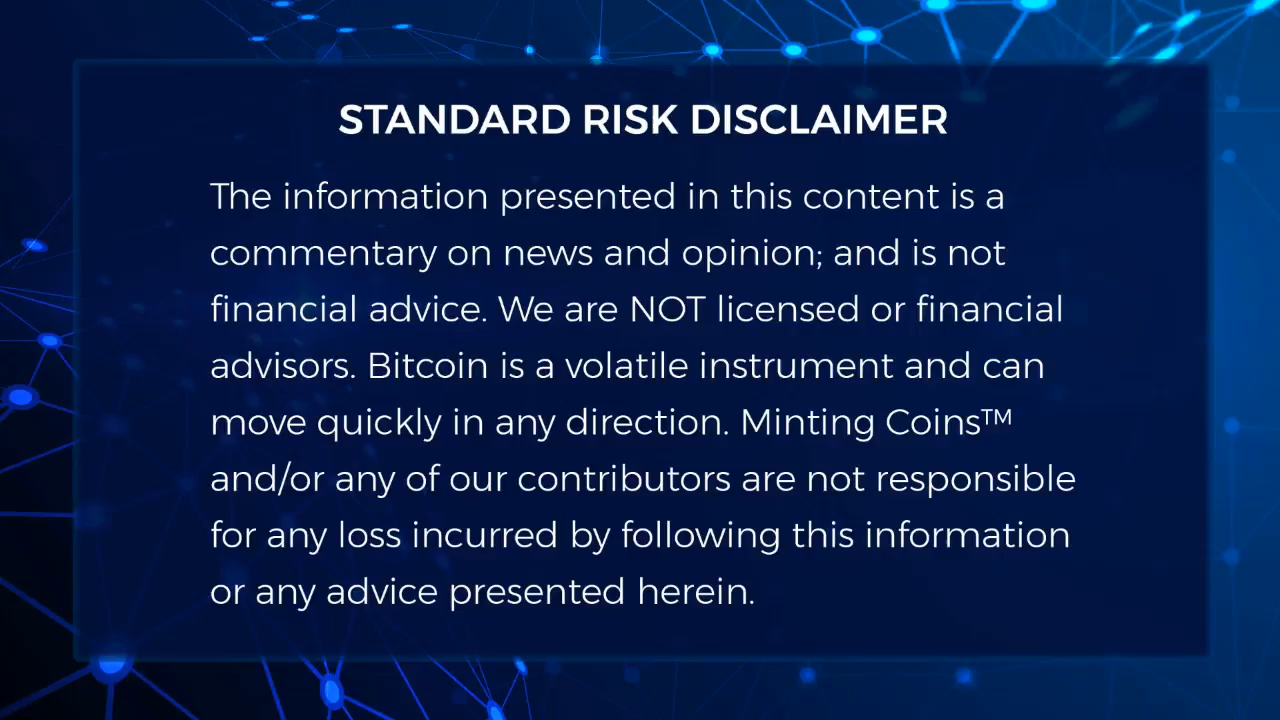 STANDARD RISK DISCLAIMER
The information presented in this content is a
commentary on news and opinion; and is not
financial advice. We are NOT licensed or financial
advisors. Bitcoin is a volatile instrument and can
move quickly in any direction. Minting Coins™
and/or any of our contributors are not responsible
for any loss incurred by following this information
or any advice presented herein.